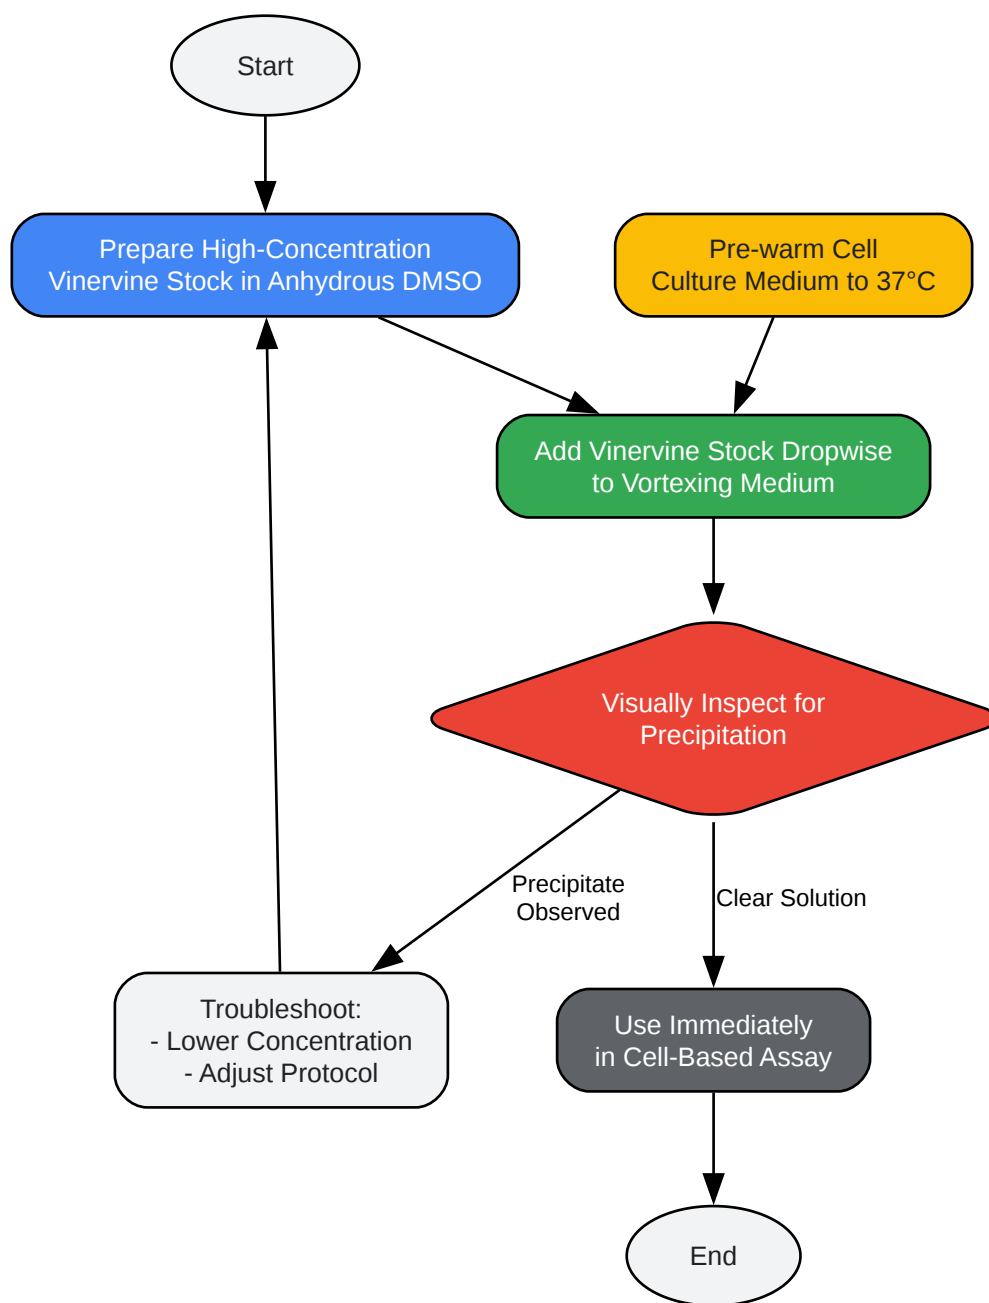 Start
Prepare High-Concentration
Vinervine Stock in Anhydrous DMSO
Pre-warm Cell
Culture Medium to 37°C
Add Vinervine Stock Dropwise
to Vortexing Medium
Visually Inspect for
Precipitation
Precipitate
Observed
Clear Solution
Troubleshoot:
- Lower Concentration
- Adjust Protocol
Use Immediately
in Cell-Based Assay
End